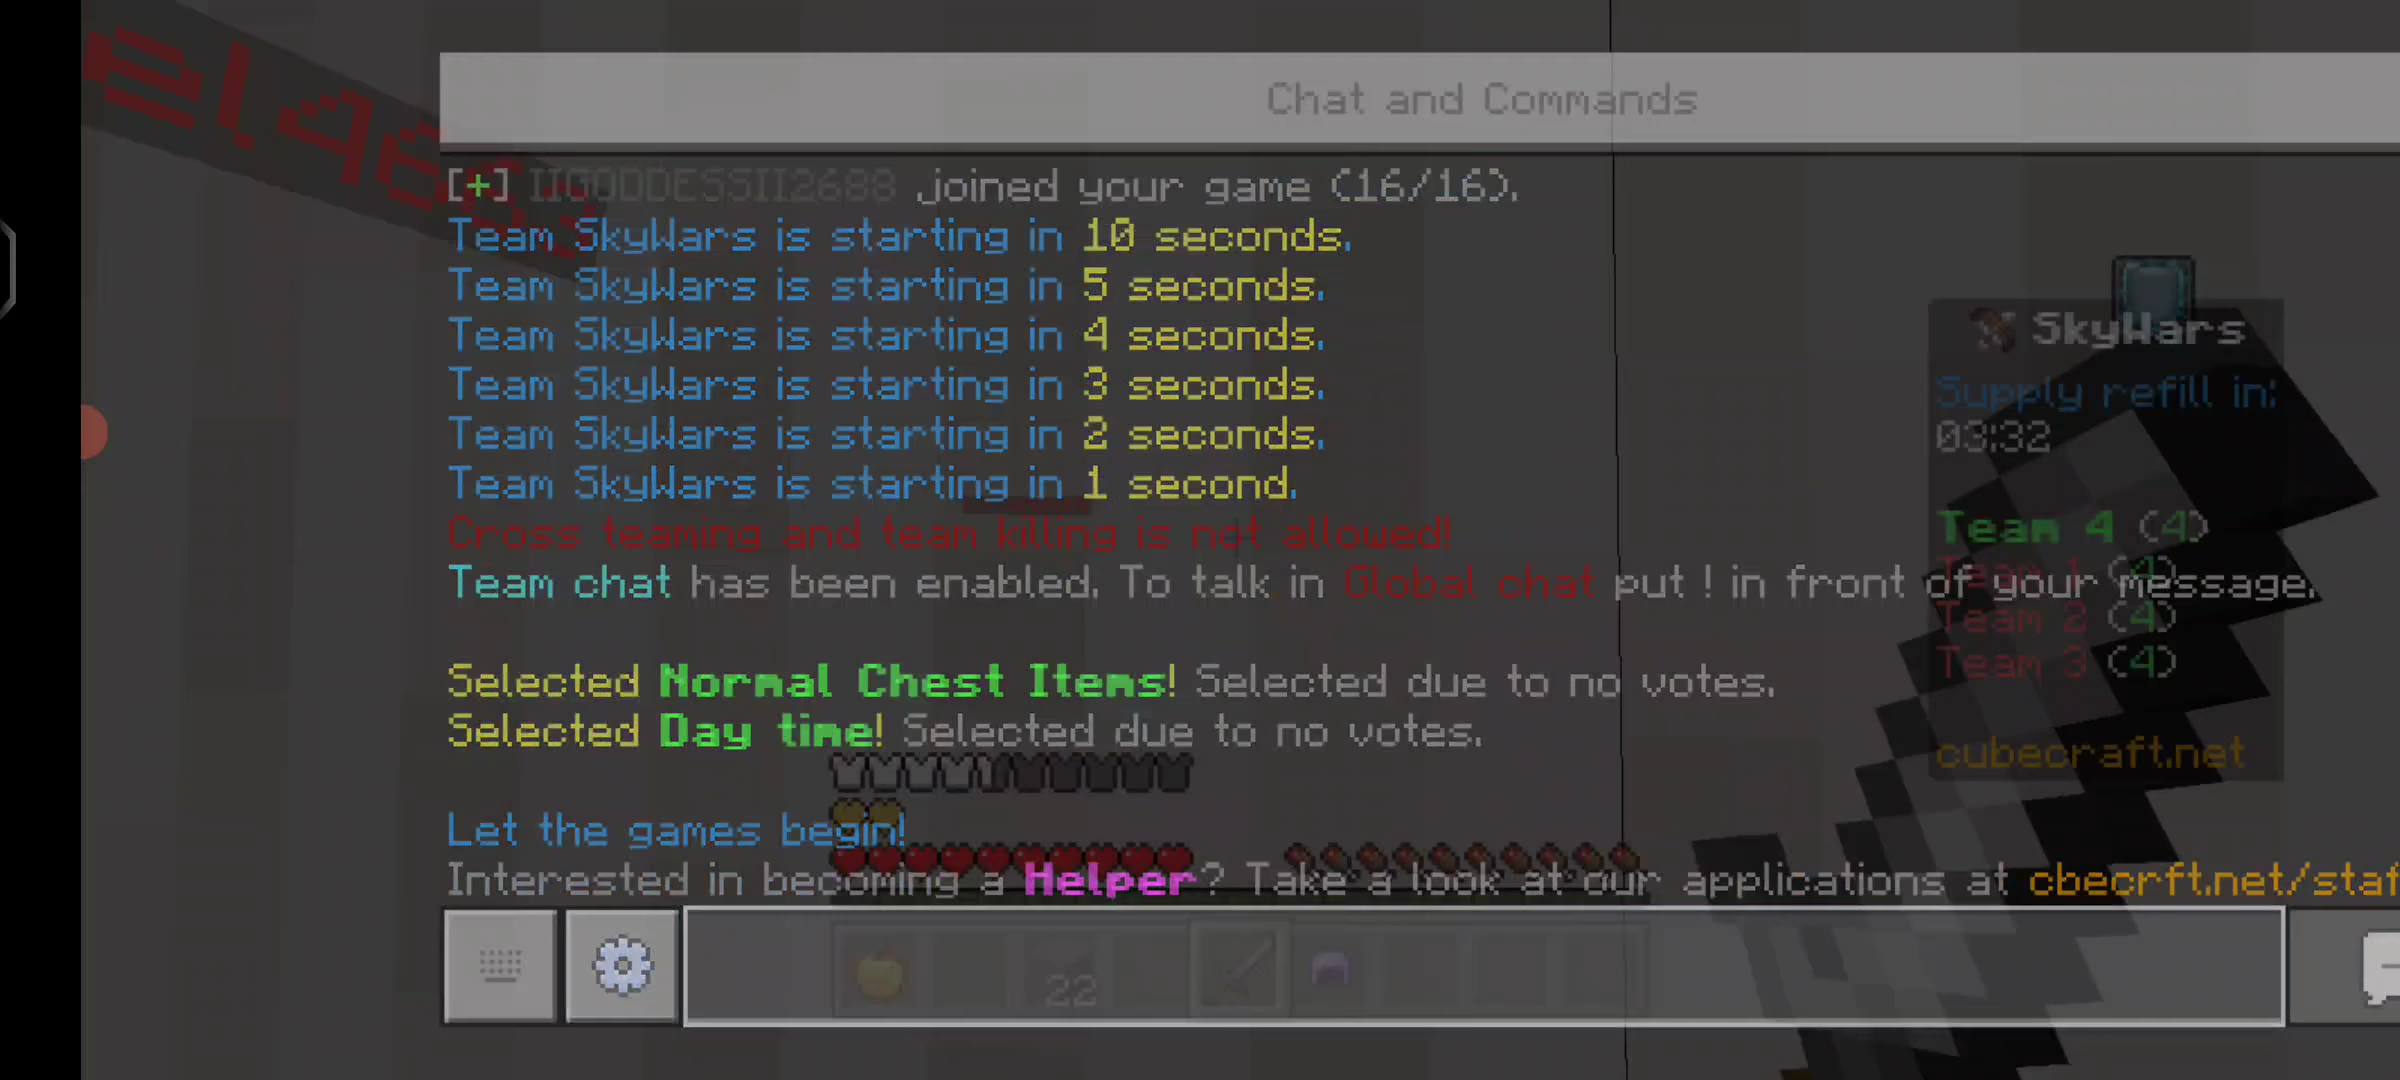 Chat and Commands
[+] IIGODDESSII2688 joined your game (16/16).
Team SkyWars is starting in 10 seconds.
Team SkyWars is starting in 5 seconds.
Team SkyWars is starting in 4 seconds.
Team SkyWars is starting in 3 seconds.
Team SkyWars is starting in 2 seconds.
Team SkyWars is starting in 1 second.
Cross teaming and team killing is not allowed!
Team chat has been enabled. To talk in Global chat put ! in front of your message.
Selected Normal Chest Items! Selected due to no votes.
Selected Day time! Selected due to no votes.
Let the games begin!
Interested in becoming a Helper? Take a look at our applications at cbecrft.net/staf
22
SkyWars
Supply refill in:
03:32
Team 4 (4)
Team 1 (4)
Team 2 (4)
Team 3 (4)
cubecraft.net